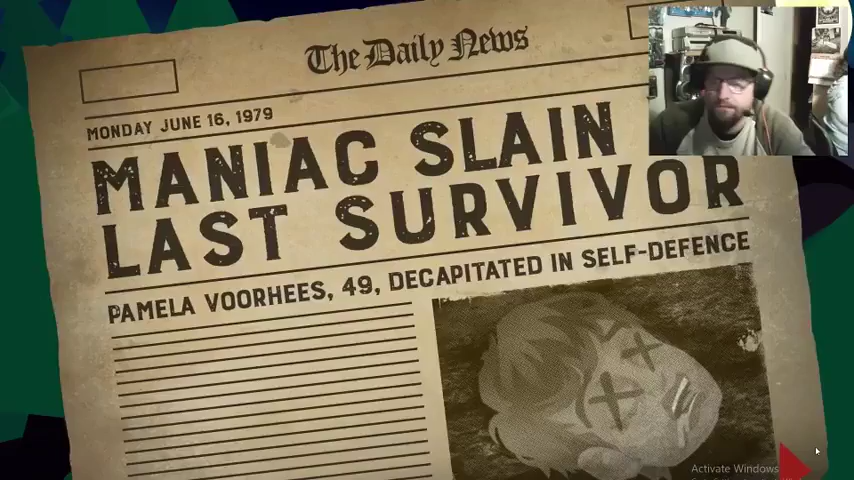 The Daily News
MONDAY JUNE 16, 1979
MANIAC SLAIN
LAST SURVIVOR
PAMELA VOORHEES, 49, DECAPITATED IN SELF-DEFENCE
Activate Windows